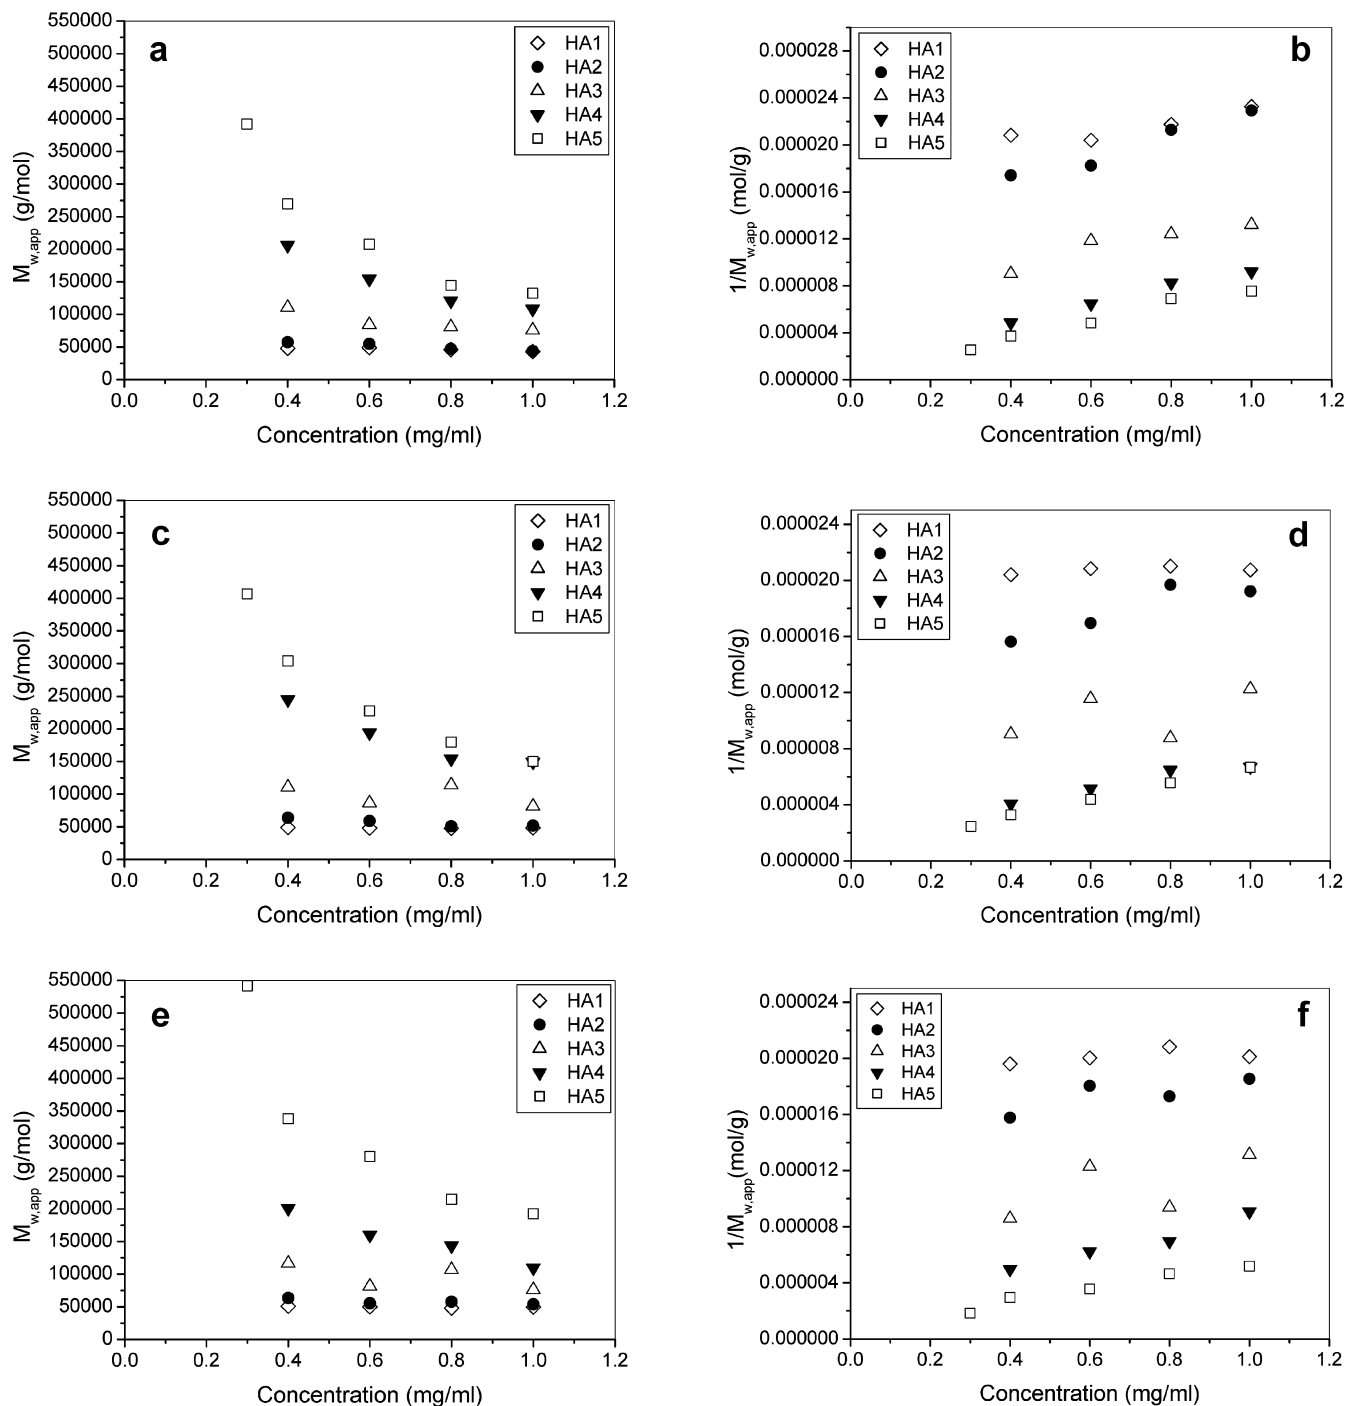 a
M_w,app (g/mol)
550000
500000
450000
400000
350000
300000
250000
200000
150000
100000
50000
0
0.0 0.2 0.4 0.6 0.8 1.0 1.2
Concentration (mg/ml)
HA1
HA2
HA3
HA4
HA5
b
1/M_w,app (mol/g)
0.000028
0.000024
0.000020
0.000016
0.000012
0.000008
0.000004
0.000000
0.0 0.2 0.4 0.6 0.8 1.0 1.2
Concentration (mg/ml)
HA1
HA2
HA3
HA4
HA5
c
M_w,app (g/mol)
550000
500000
450000
400000
350000
300000
250000
200000
150000
100000
50000
0
0.0 0.2 0.4 0.6 0.8 1.0 1.2
Concentration (mg/ml)
HA1
HA2
HA3
HA4
HA5
d
1/M_w,app (mol/g)
0.000024
0.000020
0.000016
0.000012
0.000008
0.000004
0.000000
0.0 0.2 0.4 0.6 0.8 1.0 1.2
Concentration (mg/ml)
HA1
HA2
HA3
HA4
HA5
e
M_w,app (g/mol)
550000
500000
450000
400000
350000
300000
250000
200000
150000
100000
50000
0
0.0 0.2 0.4 0.6 0.8 1.0 1.2
Concentration (mg/ml)
HA1
HA2
HA3
HA4
HA5
f
1/M_w,app(mol/g)
0.000024
0.000020
0.000016
0.000012
0.000008
0.000004
0.000000
0.0 0.2 0.4 0.6 0.8 1.0 1.2
Concentration (mg/ml)
HA1
HA2
HA3
HA4
HA5